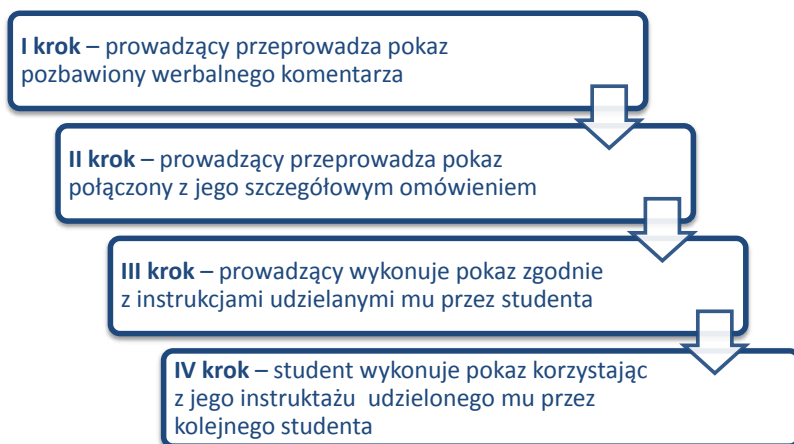 I krok – prowadzący przeprowadza pokaz
pozbawiony werbalnego komentarza
II krok – prowadzący przeprowadza pokaz
połączony z jego szczegółowym omówieniem
III krok – prowadzący wykonuje pokaz zgodnie
z instrukcjami udzielanymi mu przez studenta
IV krok – student wykonuje pokaz korzystając
z jego instruktażu udzielonego mu przez
kolejnego studenta